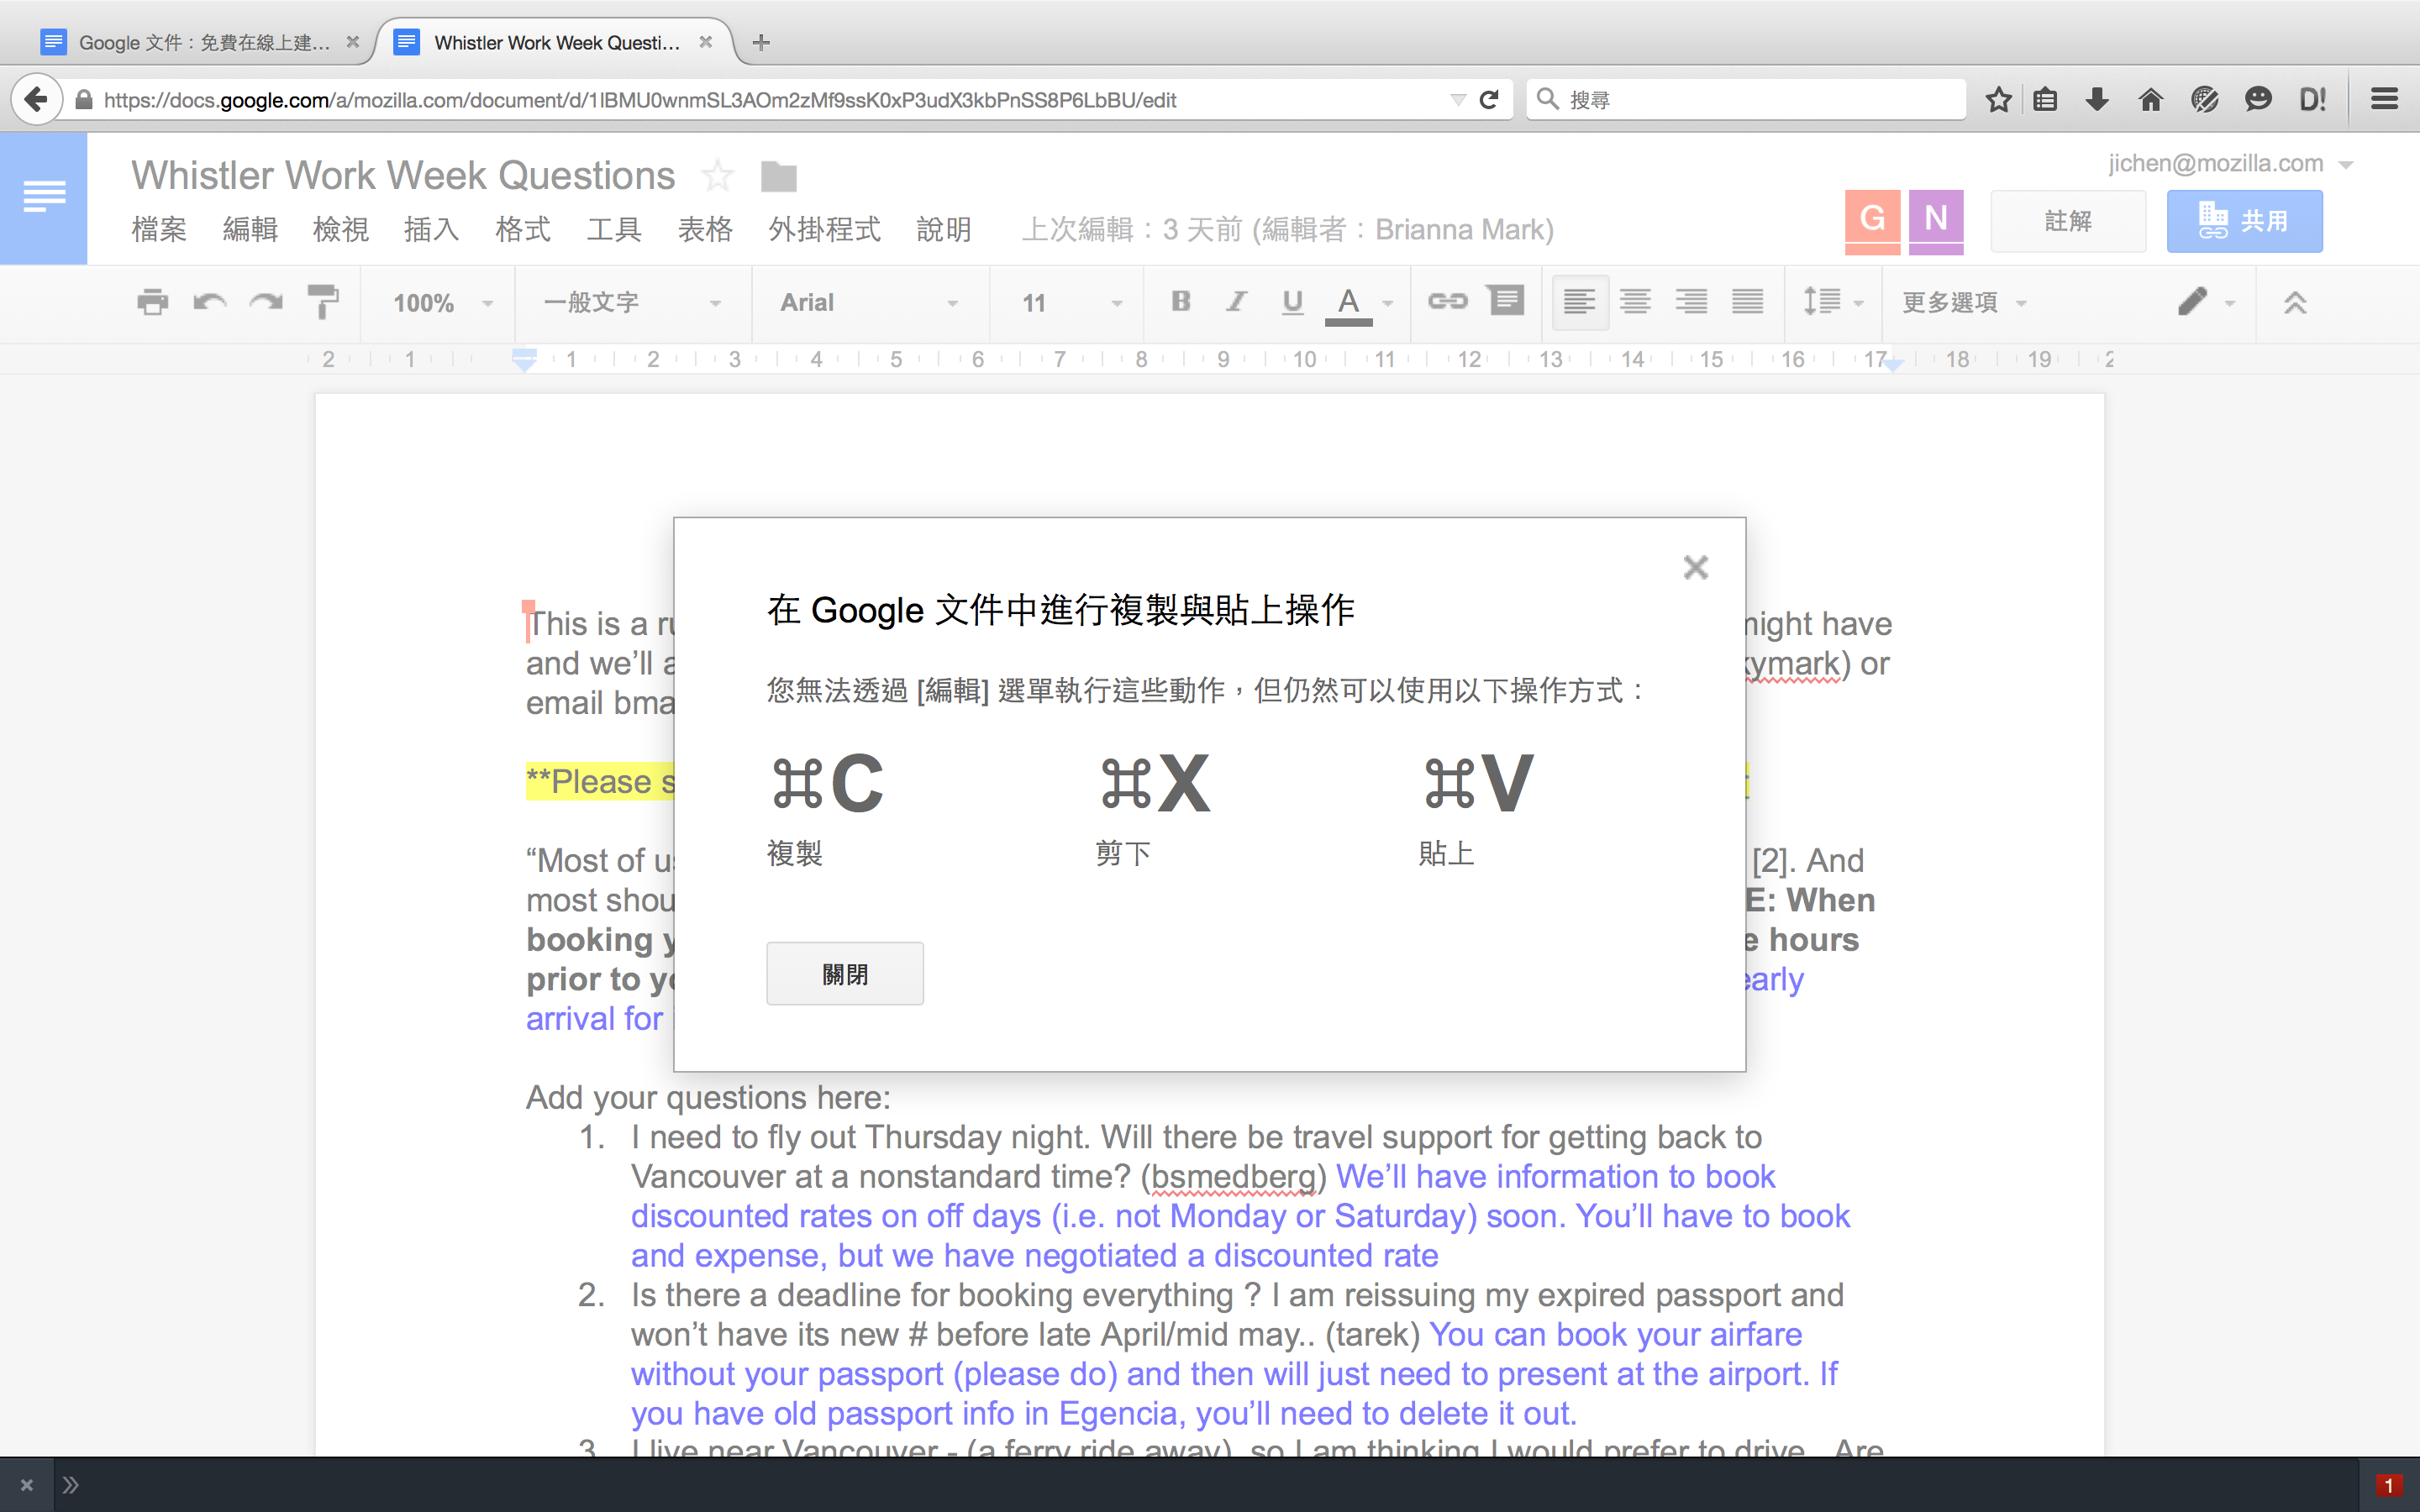 Google 文件：免費在線上建...
Whistler Work Week Questi...
https://docs.google.com/a/mozilla.com/document/d/1lBMU0wnmSL3AOm2zMf9ssK0xP3udX3kbPnSS8P6LbBU/edit
搜尋
D!
Whistler Work Week Questions
jichen@mozilla.com
檔案 編輯 檢視 插入 格式 工具 表格 外掛程式 說明 上次編輯：3 天前 (編輯者：Brianna Mark)
G N 註解 共用
100% 一般文字 Arial 11 B I U A 更多選項
2 1 1 2 3 4 5 6 7 8 9 10 11 12 13 14 15 16 17 18 19
This is a
might have
and we’ll
kymark) or
email bma
**Please s
“Most of us
[2]. And
most shou
E: When
booking y
e hours
prior to yo
early
arrival for
在 Google 文件中進行複製與貼上操作
您無法透過 [編輯] 選單執行這些動作，但仍然可以使用以下操作方式：
⌘C ⌘X ⌘V
複製 剪下 貼上
關閉
Add your questions here:
1. I need to fly out Thursday night. Will there be travel support for getting back to
Vancouver at a nonstandard time? (bsmedberg) We’ll have information to book
discounted rates on off days (i.e. not Monday or Saturday) soon. You’ll have to book
and expense, but we have negotiated a discounted rate
2. Is there a deadline for booking everything ? I am reissuing my expired passport and
won’t have its new # before late April/mid may.. (tarek) You can book your airfare
without your passport (please do) and then will just need to present at the airport. If
you have old passport info in Egencia, you’ll need to delete it out.
3. I live near Vancouver - (a ferry ride away), so I am thinking I would prefer to drive. Are
1